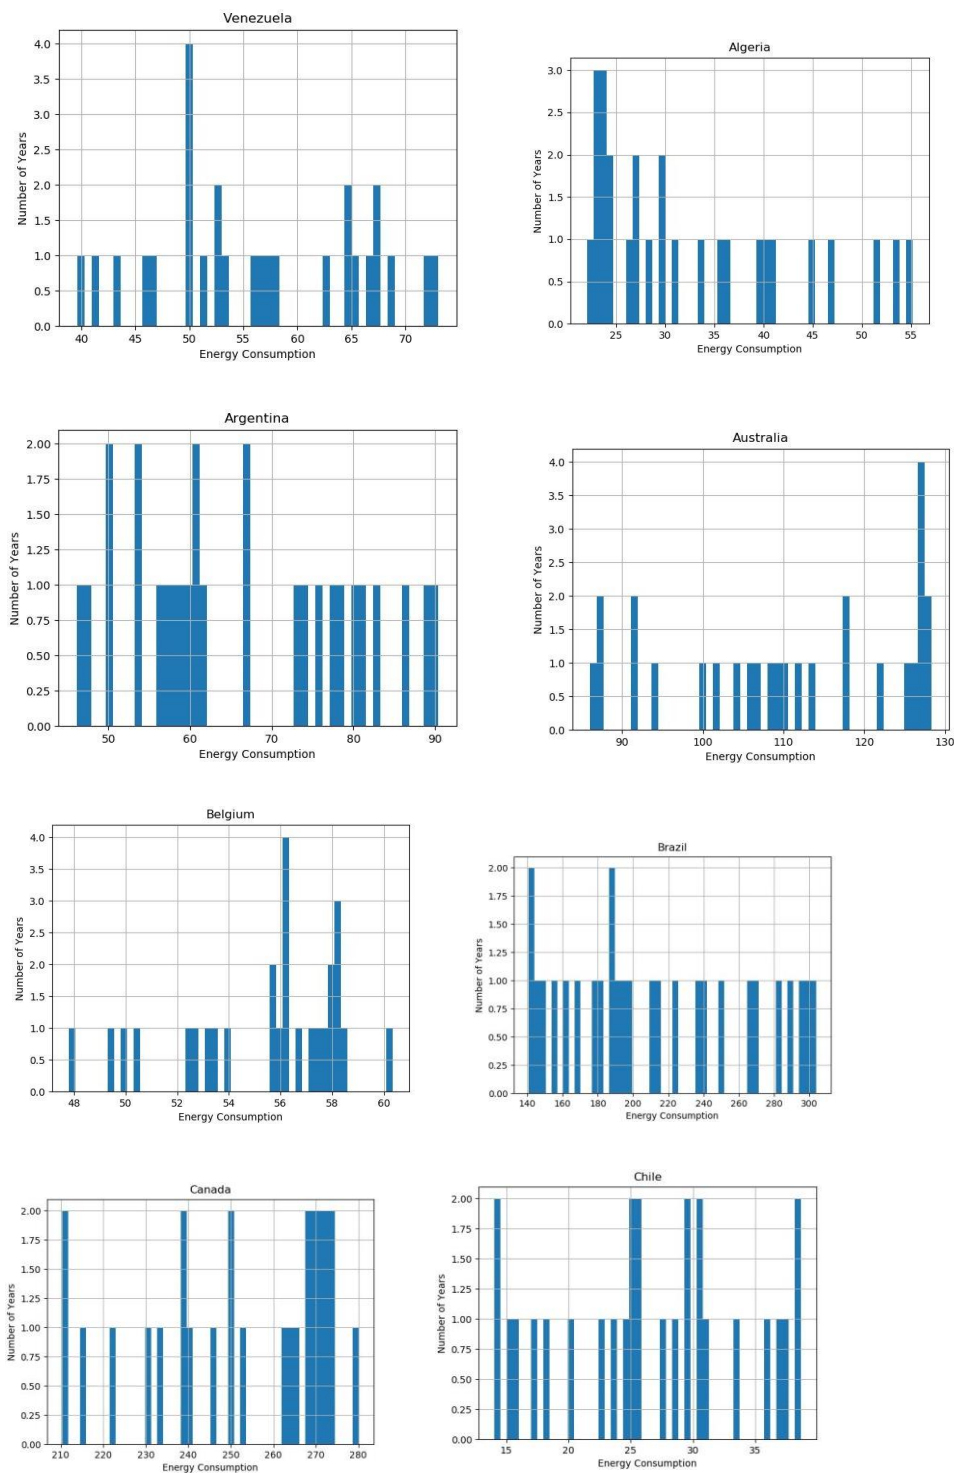 Venezuela
4.0
3.5
3.0
2.5
2.0
1.5
1.0
0.5
0.0
Number of Years
40 45 50 55 60 65 70
Energy Consumption
Algeria
3.0
2.5
2.0
1.5
1.0
0.5
0.0
Number of Years
25 30 35 40 45 50 55
Energy Consumption
Argentina
2.00
1.75
1.50
1.25
1.00
0.75
0.50
0.25
0.00
Number of Years
50 60 70 80 90
Energy Consumption
Australia
4.0
3.5
3.0
2.5
2.0
1.5
1.0
0.5
0.0
Number of Years
90 100 110 120 130
Energy Consumption
Belgium
4.0
3.5
3.0
2.5
2.0
1.5
1.0
0.5
0.0
Number of Years
48 50 52 54 56 58 60
Energy Consumption
Brazil
2.00
1.75
1.50
1.25
1.00
0.75
0.50
0.25
0.00
Number of Years
140 160 180 200 220 240 260 280 300
Energy Consumption
Canada
2.00
1.75
1.50
1.25
1.00
0.75
0.50
0.25
0.00
Number of Years
210 220 230 240 250 260 270 280
Energy Consumption
Chile
2.00
1.75
1.50
1.25
1.00
0.75
0.50
0.25
0.00
Number of Years
15 20 25 30 35
Energy Consumption